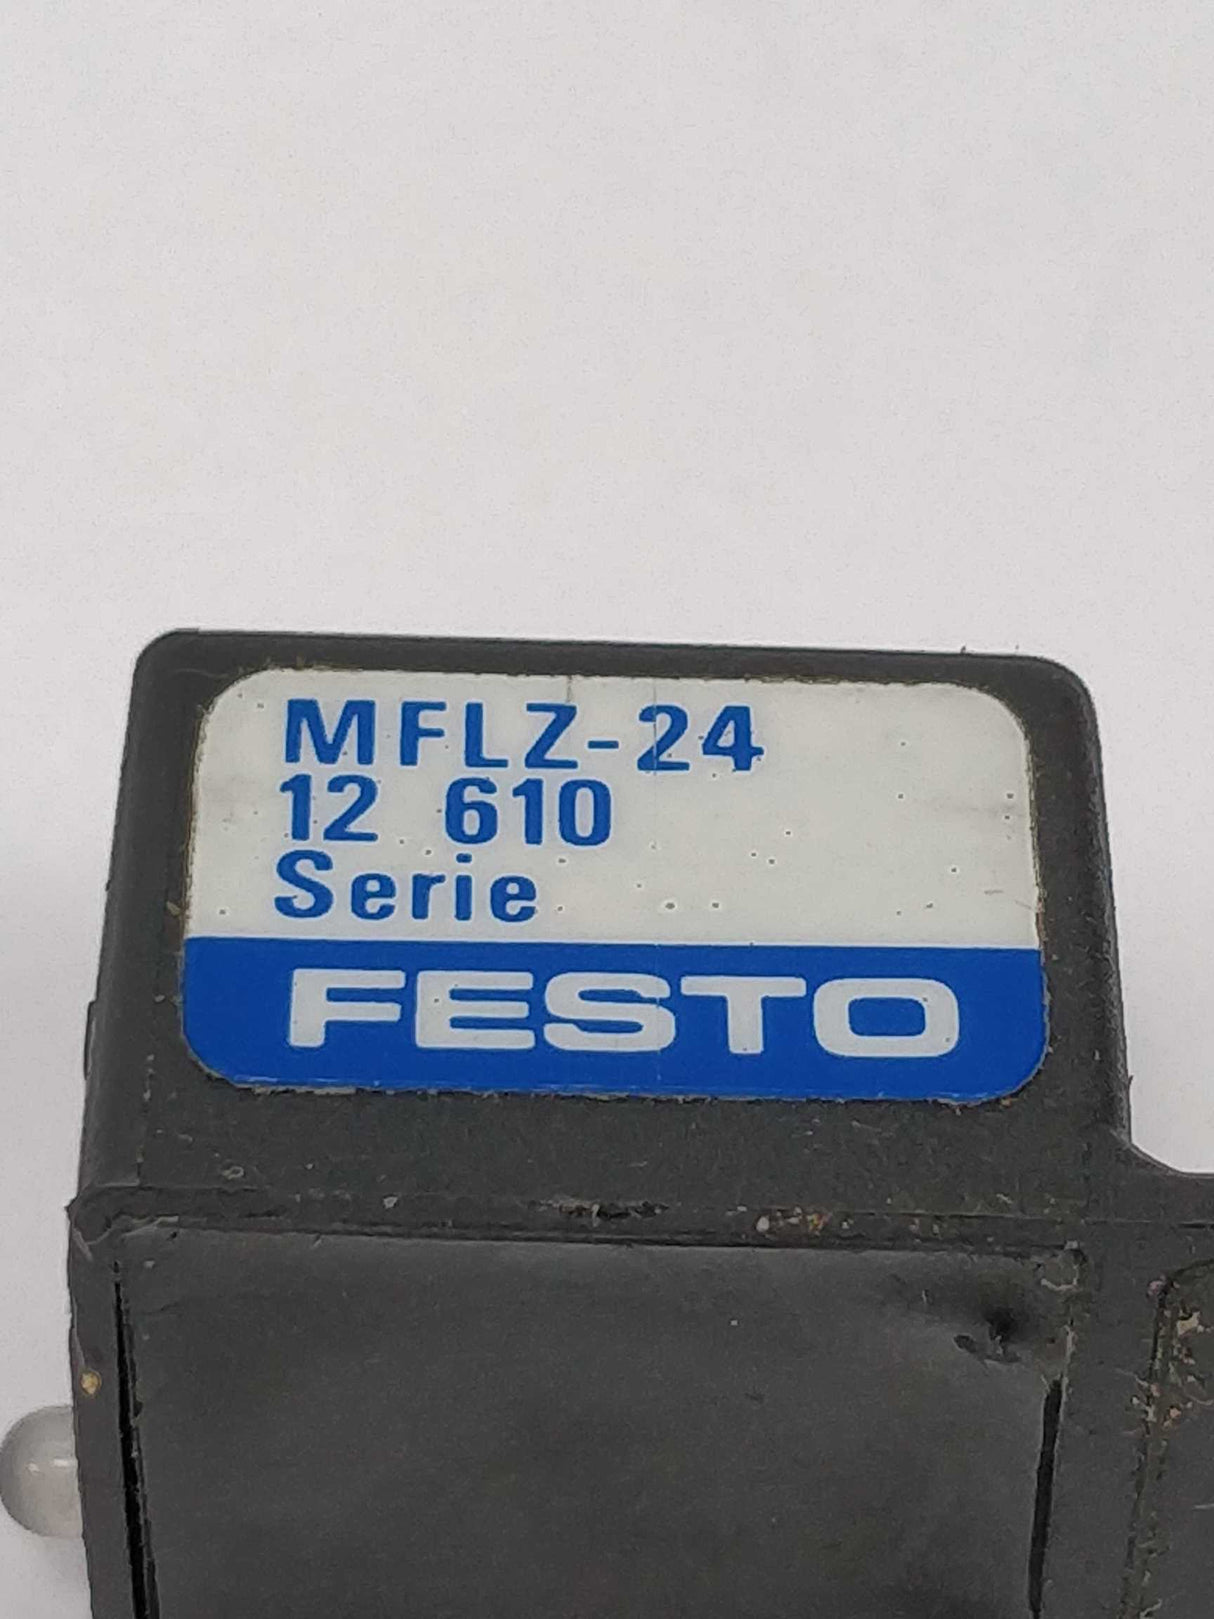 MFLZ-24
12 610
Serie
FESTO